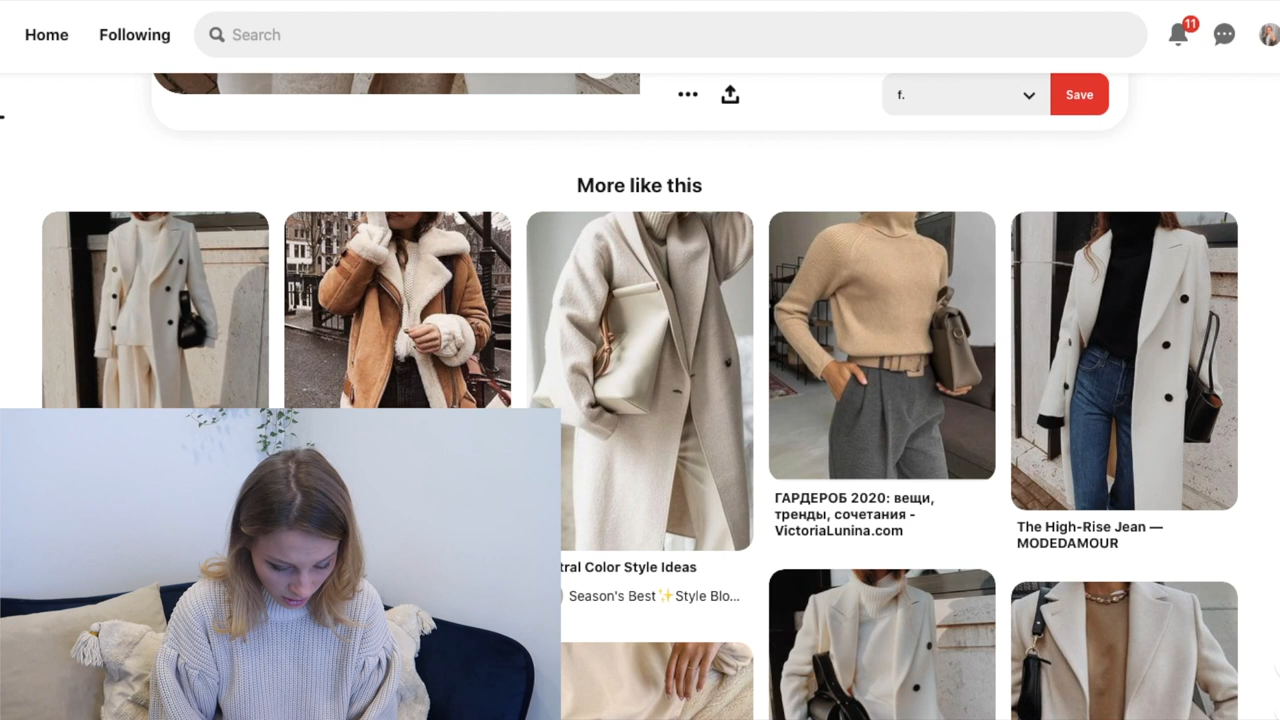 Home
Following
Search
11
f.
Save
More like this
ГАРДЕРОБ 2020: вещи,
тренды, сочетания -
VictoriaLunina.com
The High-Rise Jean —
MODEDAMOUR
tral Color Style Ideas
Season's Best✨Style Blo...